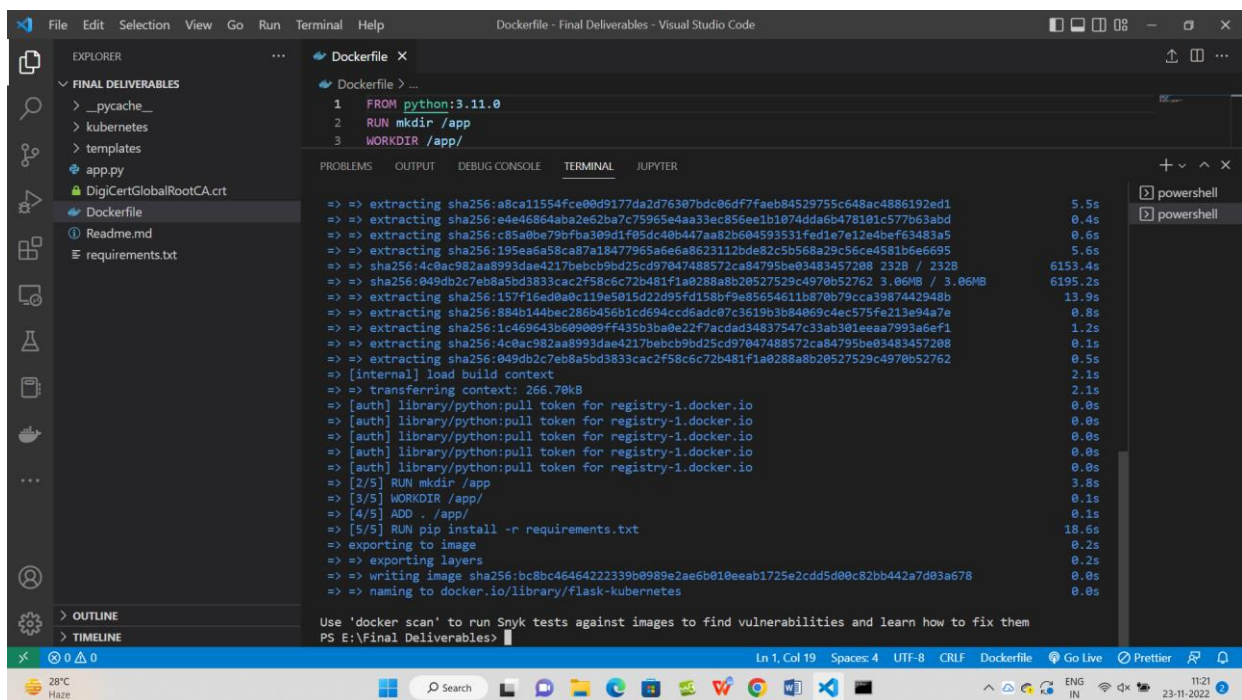 File Edit Selection View Go Run Terminal Help
Dockerfile - Final Deliverables - Visual Studio Code
EXPLORER
FINAL DELIVERABLES
__pycache__
kubernetes
templates
app.py
DigiCertGlobalRootCA.crt
Dockerfile
Readme.md
requirements.txt
OUTLINE
TIMELINE
Dockerfile
Dockerfile > ...
1 FROM python:3.11.0
2 RUN mkdir /app
3 WORKDIR /app/
PROBLEMS OUTPUT DEBUG CONSOLE TERMINAL JUPYTER
powershell
powershell
=> => extracting sha256:a8ca11554fce00d9177da2d76307bdc06df7faeb84529755c648ac4886192ed1 5.5s
=> => extracting sha256:e4e46864aba2e62ba7c75965e4aa33ec856ee1b1074dda6b478101c577b63abd 0.4s
=> => extracting sha256:c85a0be79bfba309d1f05dc40b447aa82b604593531fed1e7e12e4bef63483a5 0.6s
=> => extracting sha256:195ea6a58ca87a18477965a6e6a8623112bde82c5b568a29c56ce4581b6e6695 5.6s
=> => sha256:4c0ac982aa8993dae4217bebcb9bd25cd97047488572ca84795be03483457208 232B / 232B 6153.4s
=> => sha256:049db2c7eb8a5bd3833cac2f58c6c72b481f1a0288a8b20527529c4970b52762 3.06MB / 3.06MB 6195.2s
=> => extracting sha256:157f16ed0a0c119e5015d22d95fd158bf9e85654611b870b79cca3987442948b 13.9s
=> => extracting sha256:884b144bec286b456b1cd694ccd6adc07c3619b3b84069c4ec575fe213e94a7e 0.8s
=> => extracting sha256:1c469643b609009ff435b3ba0e22f7acdad34837547c33ab301eeaa7993a6ef1 1.2s
=> => extracting sha256:4c0ac982aa8993dae4217bebcb9bd25cd97047488572ca84795be03483457208 0.1s
=> => extracting sha256:049db2c7eb8a5bd3833cac2f58c6c72b481f1a0288a8b20527529c4970b52762 0.5s
=> [internal] load build context 2.1s
=> => transferring context: 266.70kB 2.1s
=> [auth] library/python:pull token for registry-1.docker.io 0.0s
=> [auth] library/python:pull token for registry-1.docker.io 0.0s
=> [auth] library/python:pull token for registry-1.docker.io 0.0s
=> [auth] library/python:pull token for registry-1.docker.io 0.0s
=> [auth] library/python:pull token for registry-1.docker.io 0.0s
=> [2/5] RUN mkdir /app 3.8s
=> [3/5] WORKDIR /app/ 0.1s
=> [4/5] ADD . /app/ 0.1s
=> [5/5] RUN pip install -r requirements.txt 18.6s
=> exporting to image 0.2s
=> => exporting layers 0.2s
=> => writing image sha256:bc8bc46464222339b0989e2ae6b010eeab1725e2cdd5d00c82bb442a7d03a678 0.0s
=> => naming to docker.io/library/flask-kubernetes 0.0s
Use 'docker scan' to run Snyk tests against images to find vulnerabilities and learn how to fix them
PS E:\Final Deliverables>
0 0 Ln 1, Col 19 Spaces: 4 UTF-8 CRLF Dockerfile Go Live Prettier
28°C
Haze
Search
ENG
IN
11:21
23-11-2022
2